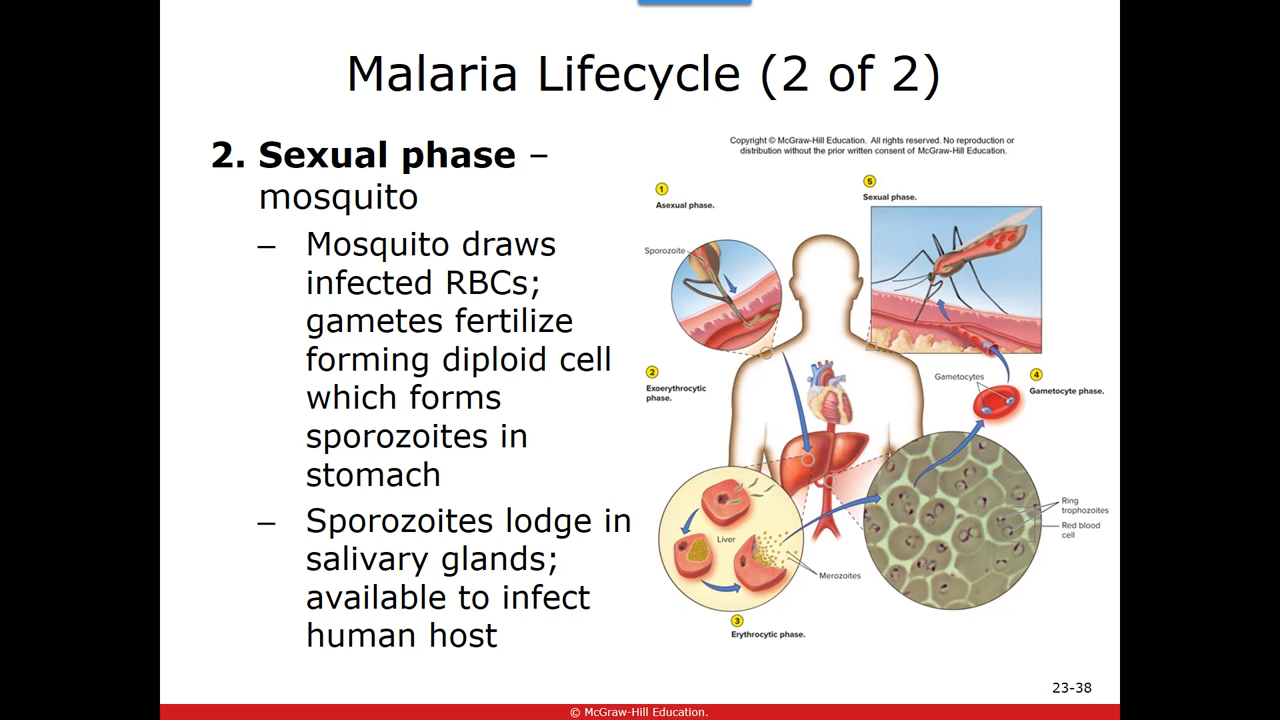 Malaria Lifecycle (2 of 2)
2. Sexual phase –
mosquito
– Mosquito draws
infected RBCs;
gametes fertilize
forming diploid cell
which forms
sporozoites in
stomach
– Sporozoites lodge in
salivary glands;
available to infect
human host
Copyright © McGraw-Hill Education. All rights reserved. No reproduction or
distribution without the prior written consent of McGraw-Hill Education.
1
Asexual phase.
Sporozoite
5
Sexual phase.
2
Exoerythrocytic
phase.
Gametocytes
4
Gametocyte phase.
Liver
Merozoites
Ring
trophozoites
Red blood
cell
3
Erythrocytic phase.
23-38
© McGraw-Hill Education.